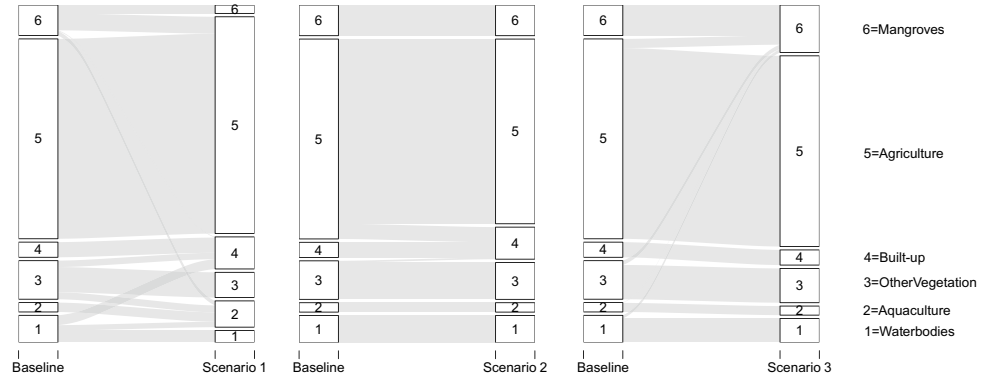 6 6 6 6 6 6 6=Mangroves
5 5 5 5 5 5 5=Agriculture
4 4 4 4 4 4 4=Built-up
3 3 3 3 3 3 3=OtherVegetation
2 2 2 2 2 2 2=Aquaculture
1 1 1 1 1 1 1=Waterbodies
Baseline Scenario 1 Baseline Scenario 2 Baseline Scenario 3